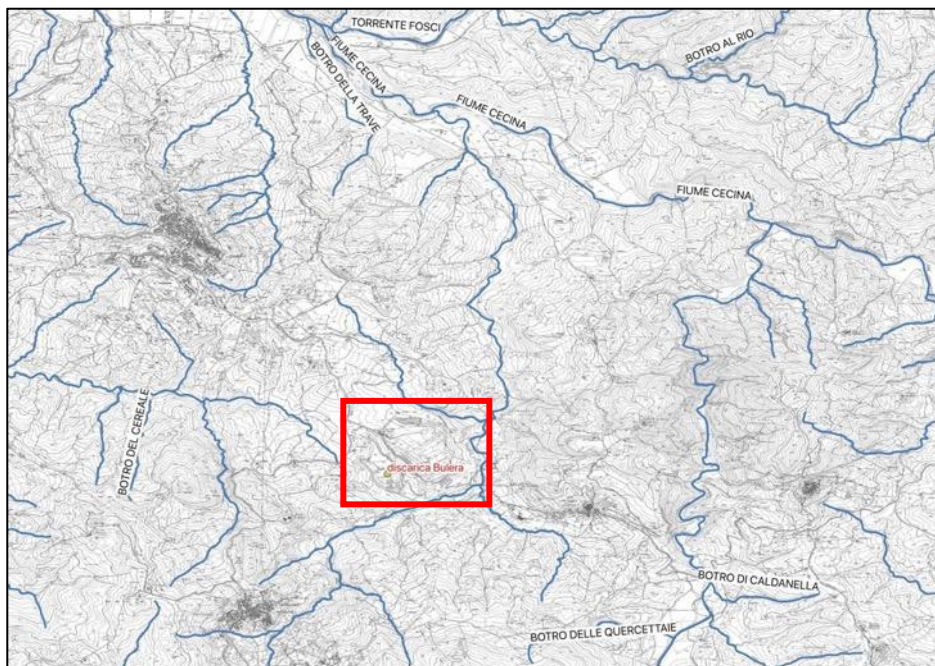 TORRENTE FOSCI
BOTRO AL RIO
FIUME CECINA
BOTRO DELLA TRAVE
FIUME CECINA
FIUME CECINA
BOTRO DEL CEREALE
discarica Bulera
BOTRO DI CALDANELLA
BOTRO DELLE QUERCETTAIE